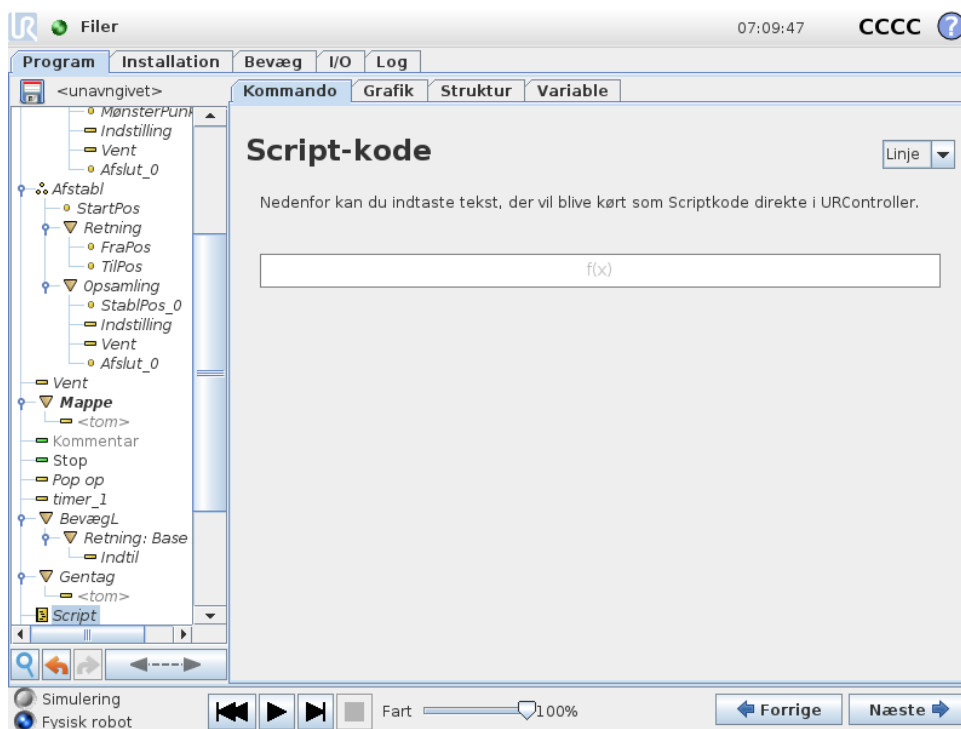 UR Filer 07:09:47 CCCC ?
Program Installation Bevæg I/O Log
<unavngivet> Kommando Grafik Struktur Variable
MønsterPunk
Indstilling
Vent
Afslut_0
Afstabl
StartPos
Retning
FraPos
TilPos
Opsamling
StablPos_0
Indstilling
Vent
Afslut_0
Vent
Mappe
<tom>
Kommentar
Stop
Pop op
timer_1
BevægL
Retning: Base
Indtil
Gentag
<tom>
Script
Script-kode
Linje
Nedenfor kan du indtaste tekst, der vil blive kørt som Scriptkode direkte i URController.
f(x)
Simulering
Fysisk robot
Fart 100%
Forrige Næste